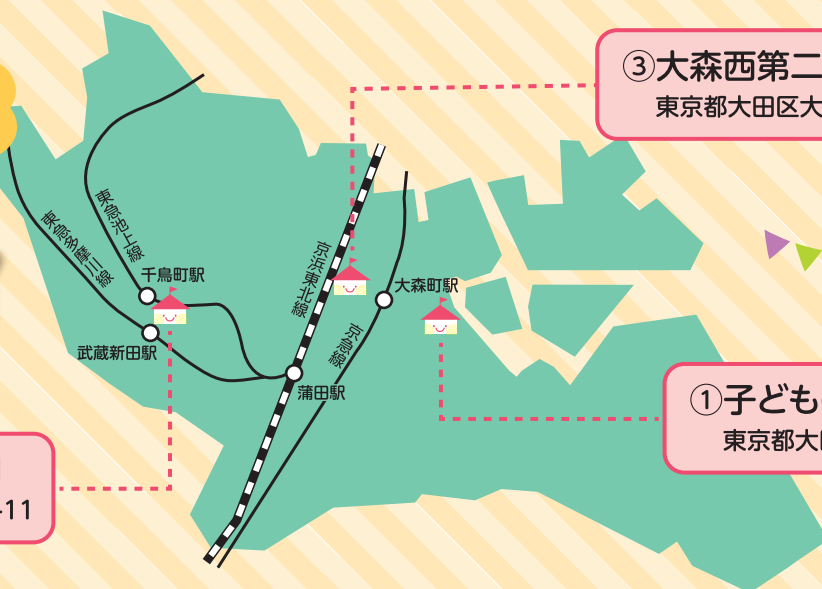 ③大森西第二
東京都大田区大
東急多摩川線
東急池上線
京浜東北線
千鳥町駅
大森町駅
京急線
武蔵新田駅
蒲田駅
①子ども
東京都大
-11